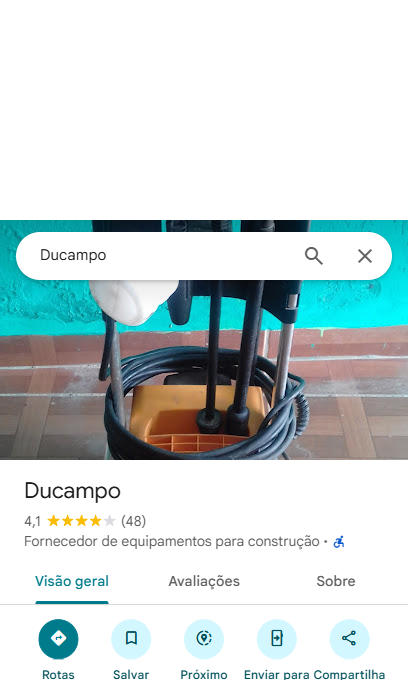 Ducampo
Ducampo
4,1 (48)
Fornecedor de equipamentos para construção ·
Visão geral Avaliações Sobre
Rotas Salvar Próximo Enviar para Compartilha